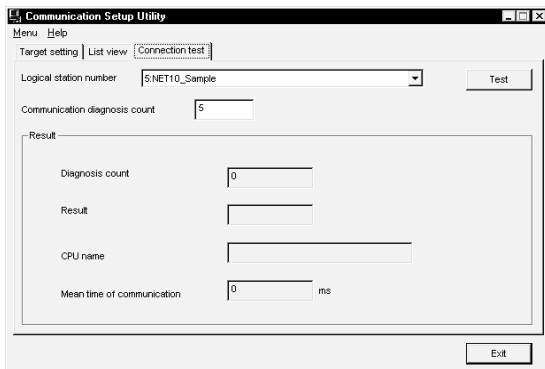 Communication Setup Utility
Menu Help
Target setting List view Connection test
Logical station number 5:NET10_Sample Test
Communication diagnosis count 5
Result
Diagnosis count 0
Result
CPU name
Mean time of communication 0 ms
Exit